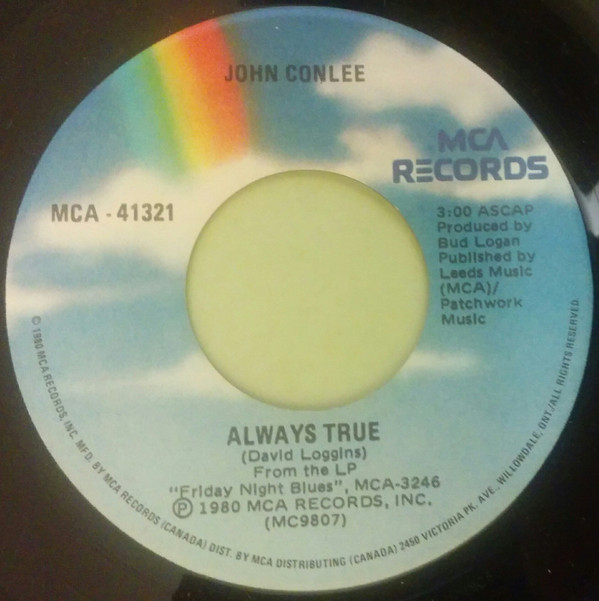 JOHN CONLEE
MCA RECORDS
MCA - 41321
3:00 ASCAP
Produced by
Bud Logan
Published by
Leeds Music
(MCA)/
Patchwork
Music
ALWAYS TRUE
(David Loggins)
From the LP
"Friday Night Blues", MCA-3246
Ⓟ 1980 MCA RECORDS, INC.
(MC9807)
© 1980 MCA RECORDS, INC. MFD. BY MCA RECORDS (CANADA) DIST. BY MCA DISTRIBUTING (CANADA) 2450 VICTORIA PK. AVE., WILLOWDALE, ONT./ALL RIGHTS RESERVED.